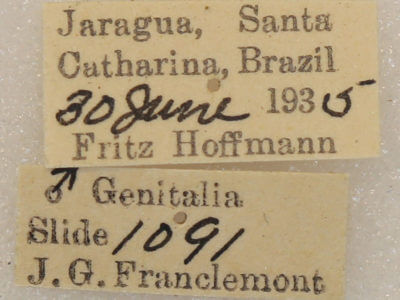 Jaragua, Santa
Catharina, Brazil
30 June 1935
Fritz Hoffmann
♂ Genitalia
Slide 1091
J. G. Franclemont